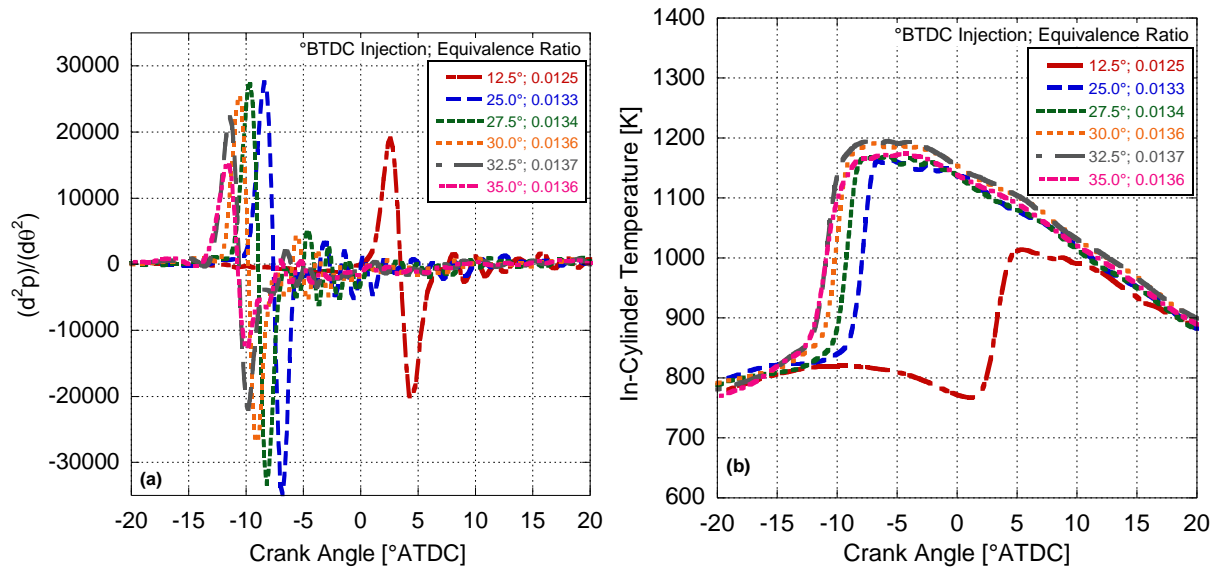 °BTDC Injection; Equivalence Ratio
12.5°; 0.0125
25.0°; 0.0133
27.5°; 0.0134
30.0°; 0.0136
32.5°; 0.0137
35.0°; 0.0136
30000
20000
10000
0
-10000
-20000
-30000
(d²p)/(dθ²)
(a)
-20 -15 -10 -5 0 5 10 15 20
Crank Angle [°ATDC]
°BTDC Injection; Equivalence Ratio
12.5°; 0.0125
25.0°; 0.0133
27.5°; 0.0134
30.0°; 0.0136
32.5°; 0.0137
35.0°; 0.0136
1400
1300
1200
1100
1000
900
800
700
600
In-Cylinder Temperature [K]
(b)
-20 -15 -10 -5 0 5 10 15 20
Crank Angle [°ATDC]